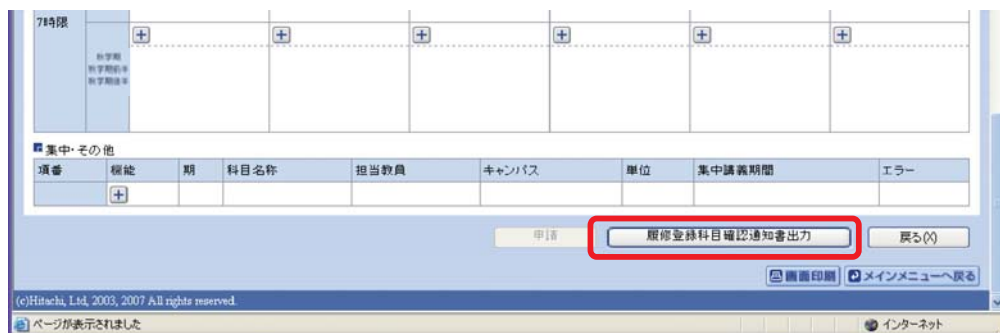 7時限
秋学期
秋学期前半
秋学期後半
集中・その他
項番 機能 期 科目名称 担当教員 キャンパス 単位 集中講義期間 エラー
申請 履修登録科目確認通知書出力 戻る(X)
画面印刷 メインメニューへ戻る
(c)Hitachi, Ltd, 2003, 2007 All rights reserved.
ページが表示されました インターネット